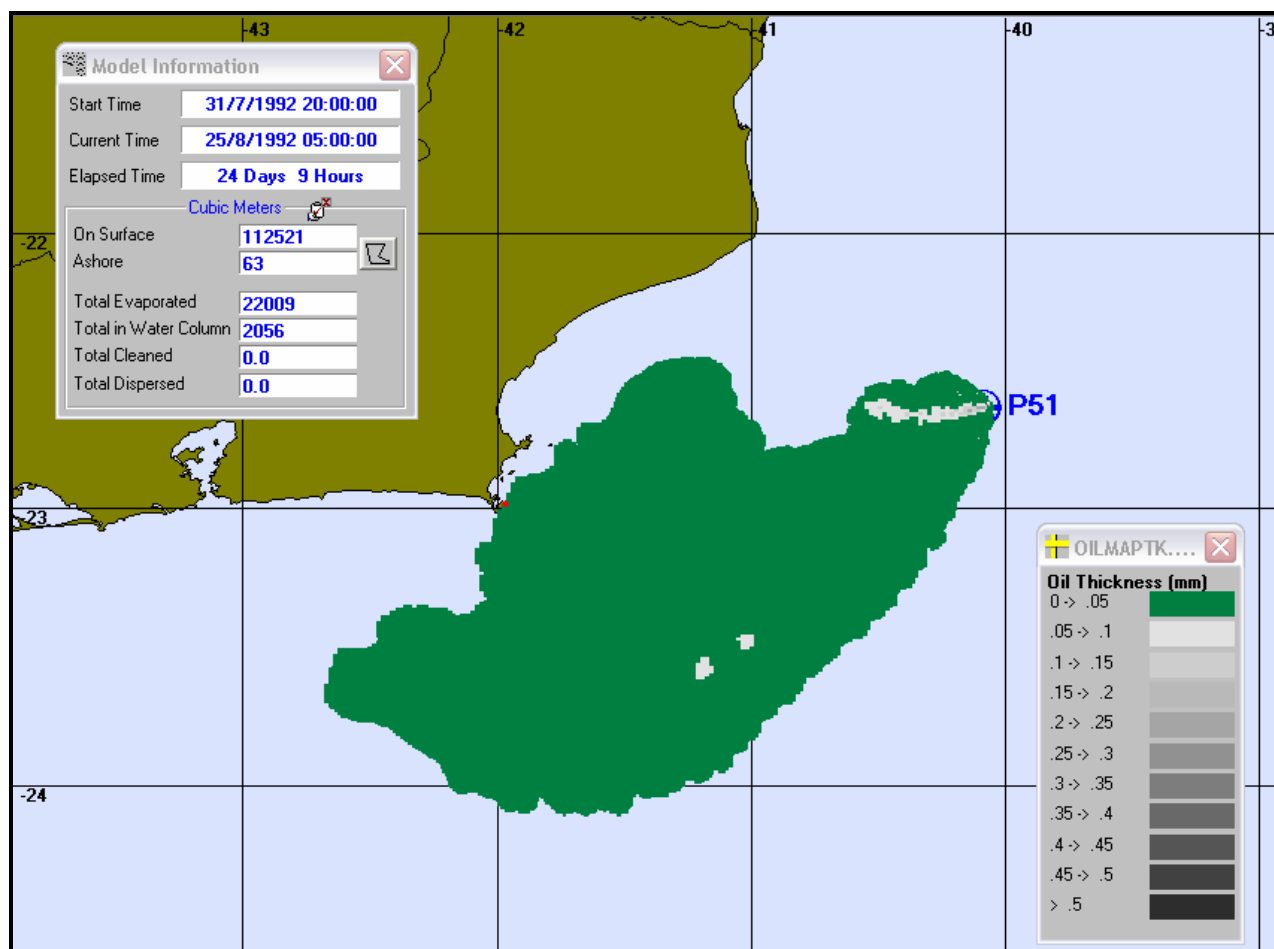 -43
-42
-41
-40
-3
Model Information
Start Time 31/7/1992 20:00:00
Current Time 25/8/1992 05:00:00
Elapsed Time 24 Days 9 Hours
Cubic Meters
On Surface 112521
Ashore 63
Total Evaporated 22009
Total in Water Column 2056
Total Cleaned 0.0
Total Dispersed 0.0
-22
P51
-23
OILMAPTK....
Oil Thickness (mm)
0 -> .05
.05 -> .1
.1 -> .15
.15 -> .2
.2 -> .25
.25 -> .3
.3 -> .35
.35 -> .4
.4 -> .45
.45 -> .5
> .5
-24